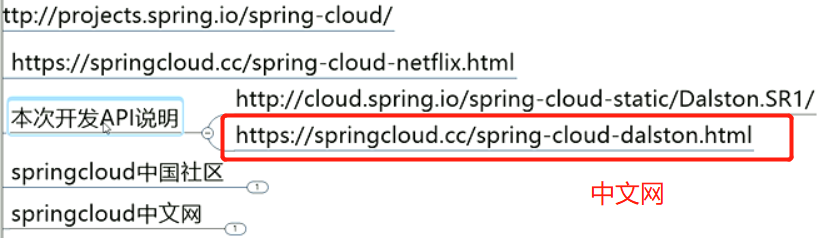 ttp://projects.spring.io/spring-cloud/
https://springcloud.cc/spring-cloud-netflix.html
本次开发API说明
http://cloud.spring.io/spring-cloud-static/Dalston.SR1/
https://springcloud.cc/spring-cloud-dalston.html
springcloud中国社区
1
中文网
springcloud中文网
1